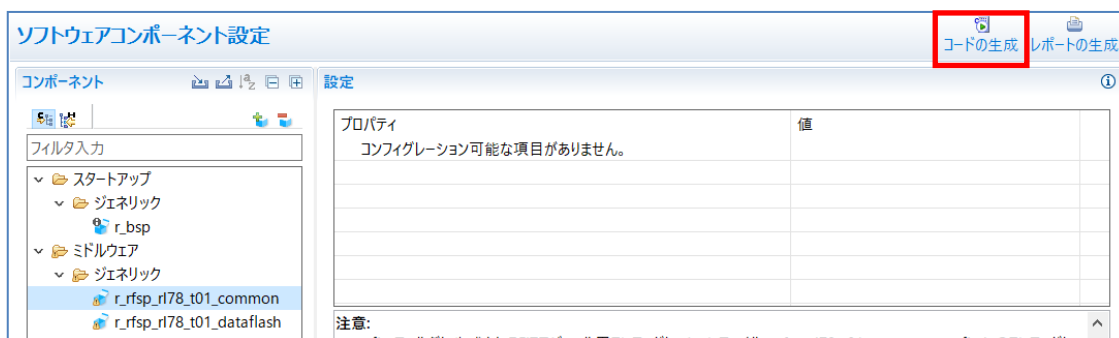 ソフトウェアコンポーネント設定
コードの生成 レポートの生成
コンポーネント
設定
フィルタ入力
スタートアップ
ジェネリック
r_bsp
ミドルウェア
ジェネリック
r_rfsp_rl78_t01_common
r_rfsp_rl78_t01_dataflash
プロパティ 値
コンフィグレーション可能な項目がありません。
注意: